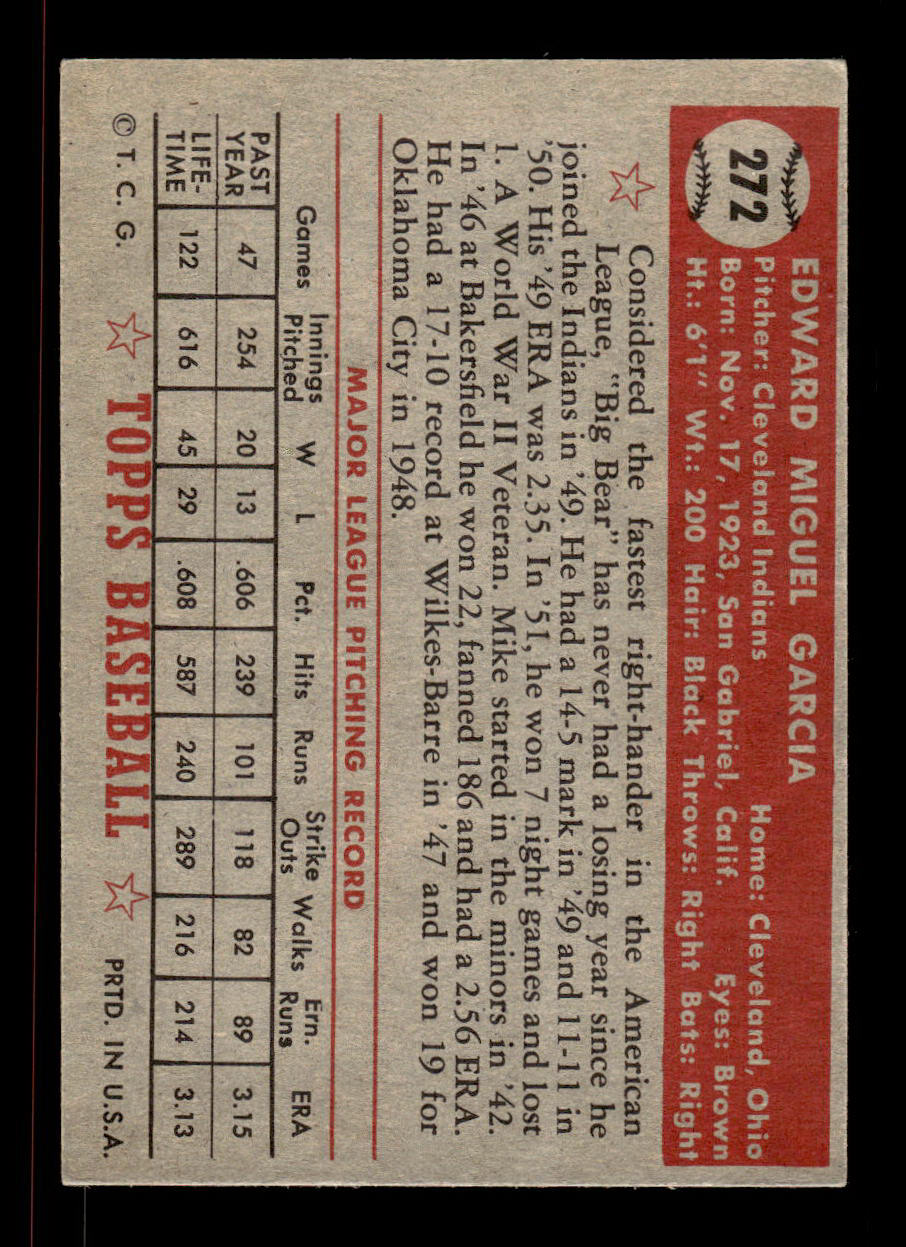 272
EDWARD MIGUEL GARCIA
Pitcher: Cleveland Indians Home: Cleveland, Ohio
Born: Nov. 17, 1923, San Gabriel, Calif. Eyes: Brown
Ht.: 6'1" Wt.: 200 Hair: Black Throws: Right Bats: Right
Considered the fastest right-hander in the American
League, "Big Bear" has never had a losing year since he
joined the Indians in '49. He had a 14-5 mark in '49 and 11-11 in
'50. His '49 ERA was 2.35. In '51, he won 7 night games and lost
1. A World War II Veteran. Mike started in the minors in '42.
In '46 at Bakersfield he won 22, fanned 186 and had a 2.56 ERA.
He had a 17-10 record at Wilkes-Barre in '47 and won 19 for
Oklahoma City in 1948.
MAJOR LEAGUE PITCHING RECORD
Games Innings Pitched W L Pct. Hits Runs Strike Outs Walks Ern. Runs ERA
PAST YEAR 47 254 20 13 .606 239 101 118 82 89 3.15
LIFE-TIME 122 616 45 29 .608 587 240 289 216 214 3.13
© T. C. G. TOPPS BASEBALL PRTD. IN U.S.A.